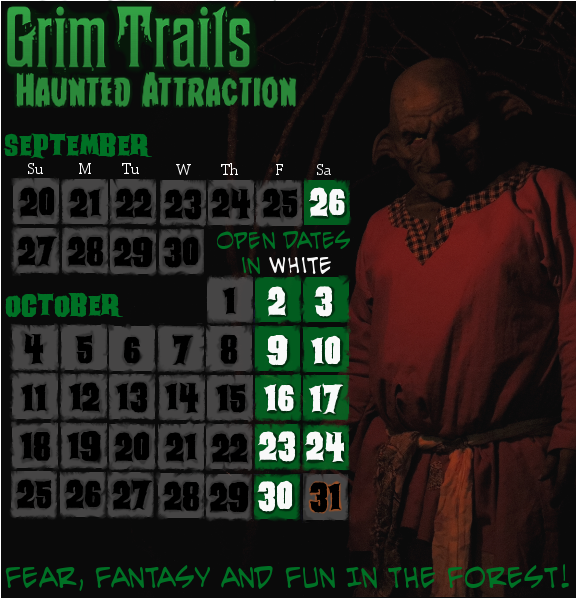 Grim Trails
Haunted Attraction
September
Su M Tu W Th F Sa
20 21 22 23 24 25 26
27 28 29 30
Open dates
in white
October
1 2 3
4 5 6 7 8 9 10
11 12 13 14 15 16 17
18 19 20 21 22 23 24
25 26 27 28 29 30 31
Fear, fantasy and fun in the forest!